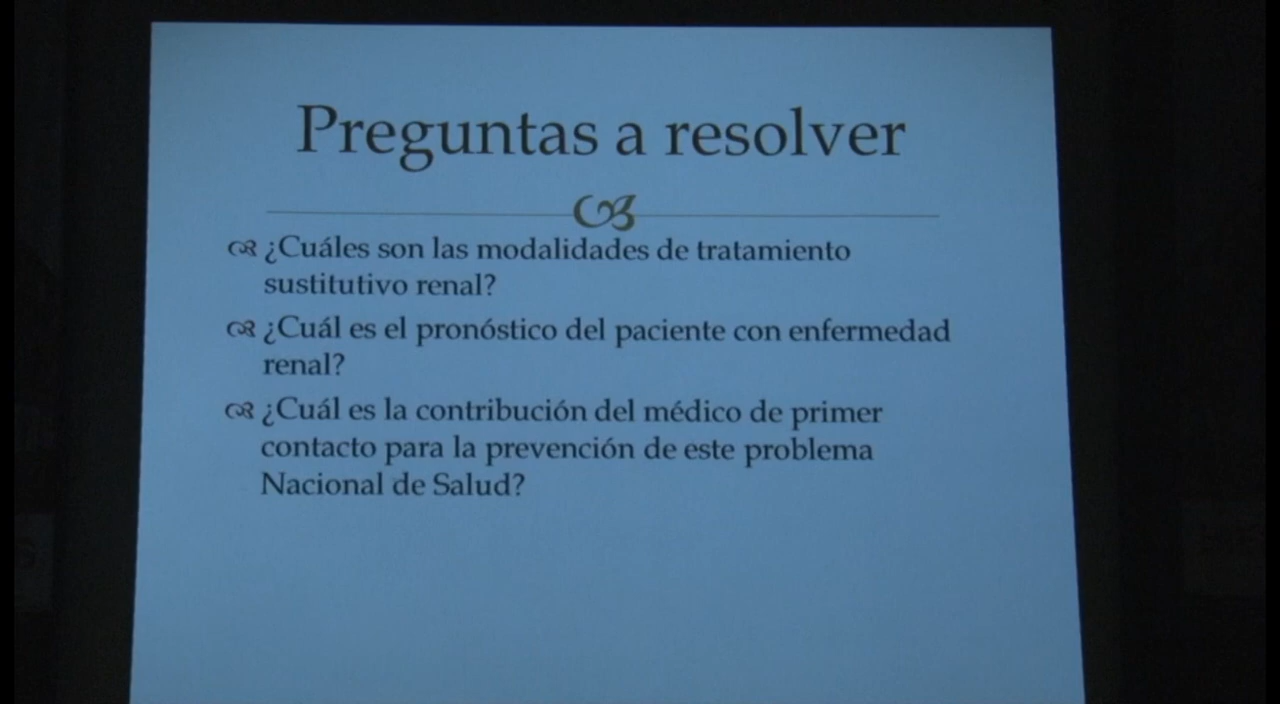 Preguntas a resolver
¿Cuáles son las modalidades de tratamiento
sustitutivo renal?
¿Cuál es el pronóstico del paciente con enfermedad
renal?
¿Cuál es la contribución del médico de primer
contacto para la prevención de este problema
Nacional de Salud?